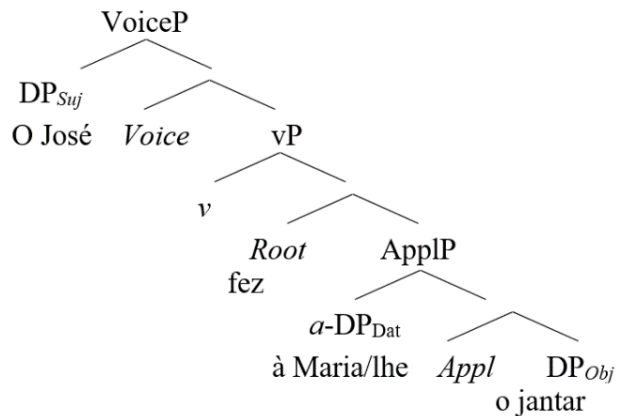 VoiceP
DPSuj
O José Voice vP
v
Root ApplP
fez
a-DPDat
à Maria/lhe Appl DPObj
o jantar